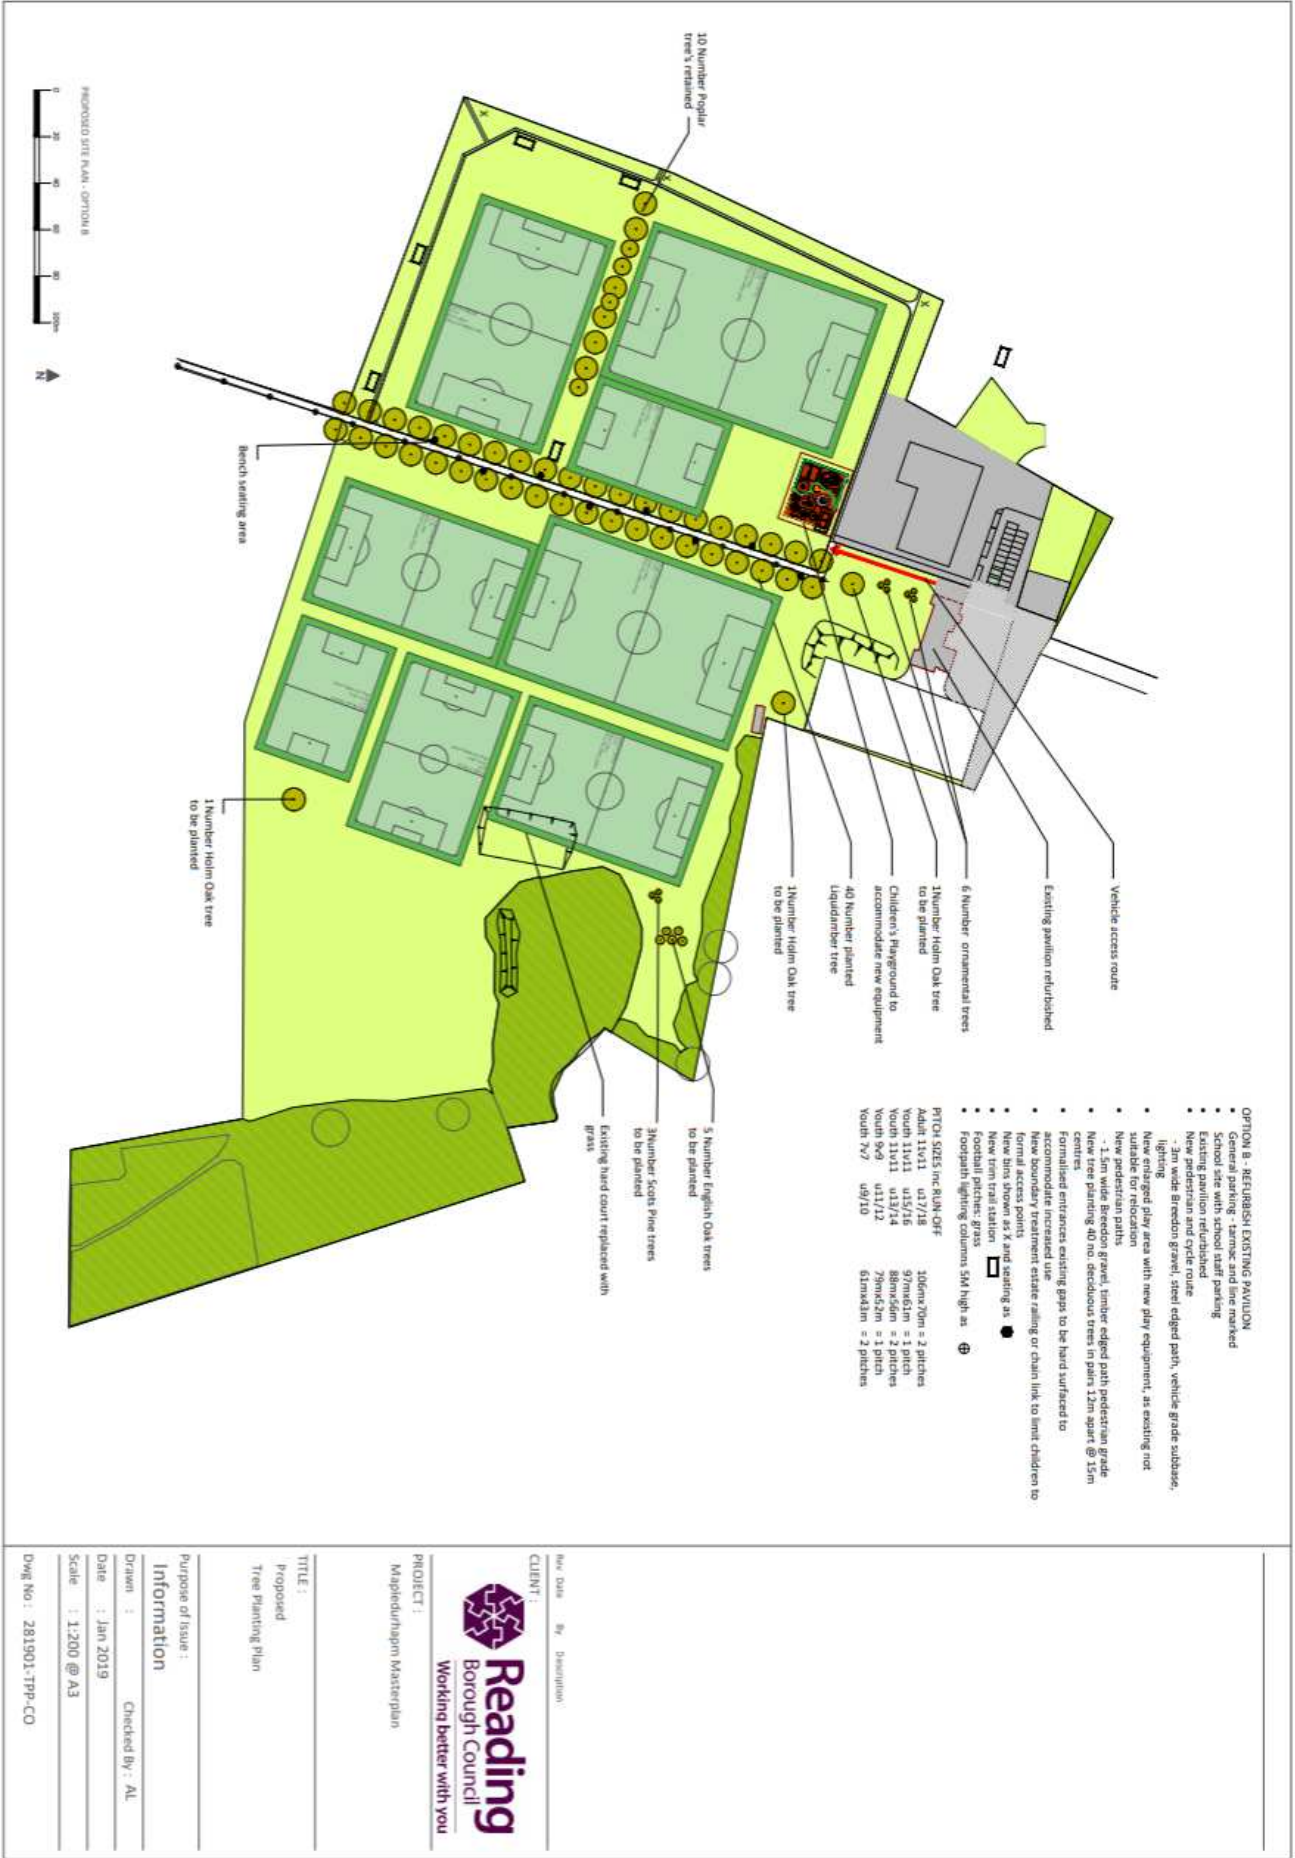 OPTION B - REFURBISH EXISTING PAVILION
• General parking - tarmac and line marked
• School site with school staff parking
• Existing pavilion refurbished
• New pedestrian and cycle route
- 3m wide Breedon gravel, steel edged path, vehicle grade subbase,
lighting
• New enlarged play area with new play equipment, as existing not
suitable for relocation
• New pedestrian paths
- 1.5m wide Breedon gravel, timber edged path pedestrian grade
• New tree planting 40 no. deciduous trees in pairs 12m apart @ 15m
centres
• Formalised entrances existing gaps to be hard surfaced to
accommodate increased use
• New boundary treatment estate railing or chain link to limit children to
formal access points
• New bins shown as X and seating as
• New trim trail station
• Football pitches: grass
• Footpath lighting columns 5M high as
PITCH SIZES inc RUN-OFF
Adult 11v11 u17/18 106mx70m = 2 pitches
Youth 11v11 u15/16 97mx61m = 1 pitch
Youth 11v11 u13/14 88mx56m = 2 pitches
Youth 9v9 u11/12 79mx52m = 1 pitch
Youth 7v7 u9/10 61mx43m = 2 pitches
Vehicle access route
Existing pavilion refurbished
6 Number ornamental trees
1Number Holm Oak tree
to be planted
Children's Playground to
accommodate new equipment
40 Number planted
Liquidamber tree
1Number Holm Oak tree
to be planted
5 Number English Oak trees
to be planted
3Number Scots Pine trees
to be planted
Existing hard court replaced with
grass
10 Number Poplar
tree's retained
X
X
X
Bench seating area
1Number Holm Oak tree
to be planted
PROPOSED SITE PLAN - OPTION B
0 20 40 60 80 100m
N
Rev Date By Description
CLIENT :
Reading
Borough Council
Working better with you
PROJECT :
Mapledurhapm Masterplan
TITLE :
Proposed
Tree Planting Plan
Purpose of Issue :
Information
Drawn : Checked By : AL
Date : Jan 2019
Scale : 1:200 @ A3
Dwg No : 281901-TPP-CO